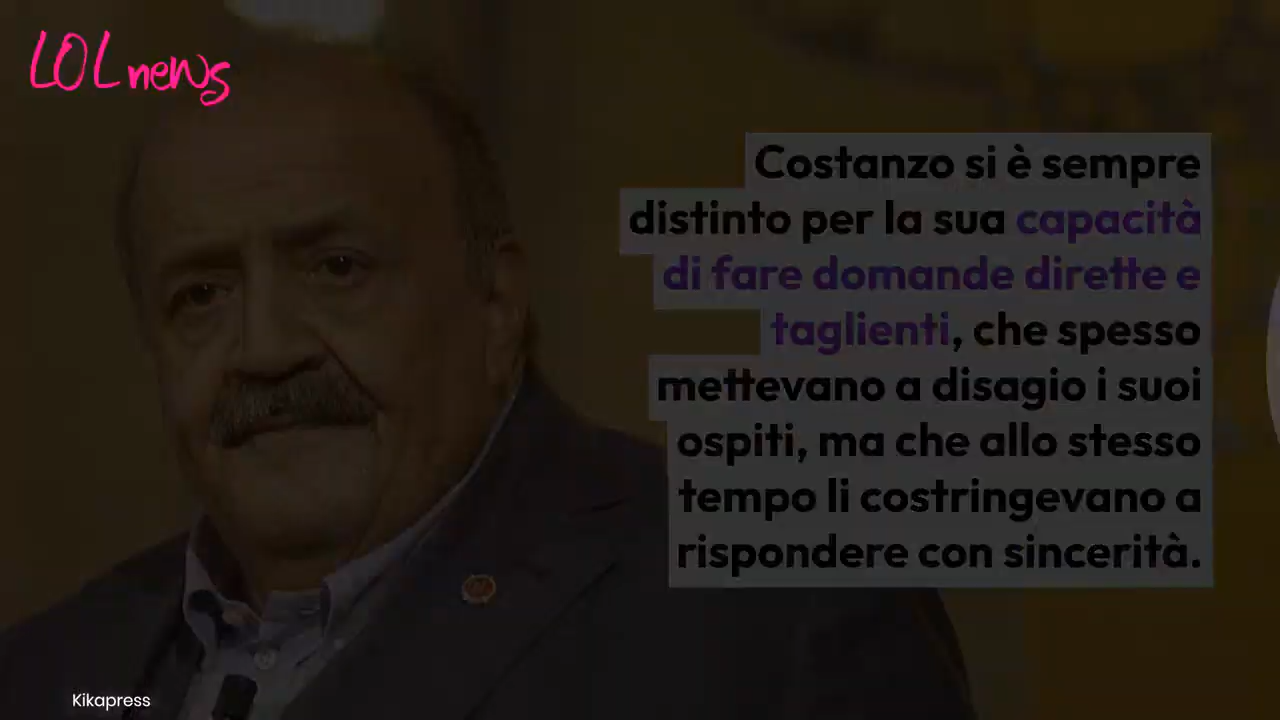 LOL news
Costanzo si è sempre
distinto per la sua capacità
di fare domande dirette e
taglienti, che spesso
mettevano a disagio i suoi
ospiti, ma che allo stesso
tempo li costringevano a
rispondere con sincerità.
Kikapress